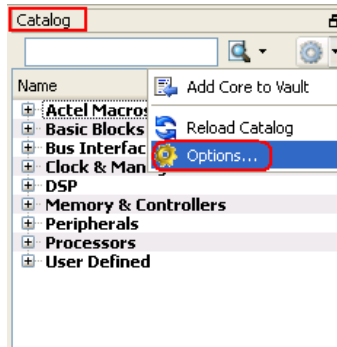 Catalog
Name
Add Core to Vault
Actel Macros
Reload Catalog
Basic Blocks
Bus Interfac
Options...
Clock & Man
DSP
Memory & Controllers
Peripherals
Processors
User Defined